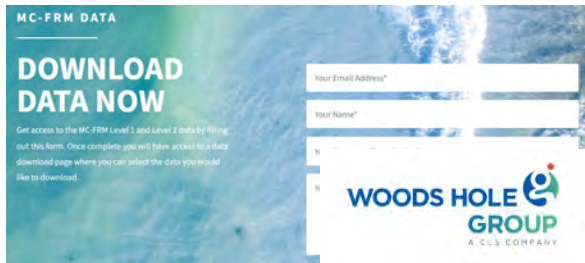 MC-FRM DATA
DOWNLOAD
DATA NOW
Get access to the MC-FRM Level 1 and Level 2 data by filling
out this form. Once complete you will have access to a data
download page where you can select the data you would
like to download.
Your Email Address*
Your Name*
WOODS HOLE
GROUP
A CLS COMPANY